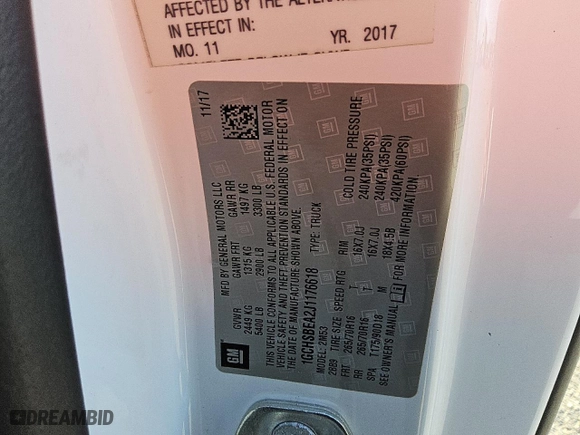 AFFECTED BY THE
IN EFFECT IN:
MO. 11 YR. 2017
11/17
MFD BY GENERAL MOTORS LLC
GVWR GAWR FRT GAWR RR
2449 KG 1315 KG 1497 KG
5400 LB 2900 LB 3300 LB
THIS VEHICLE CONFORMS TO ALL APPLICABLE U.S. FEDERAL MOTOR
VEHICLE SAFETY AND THEFT PREVENTION STANDARDS IN EFFECT ON
THE DATE OF MANUFACTURE SHOWN ABOVE.
1GCHSBEA2J1176618 TYPE: TRUCK
MODEL: 2M53
2889 TIRE SIZE SPEED RTG RIM COLD TIRE PRESSURE
FRT 265/70R16 T 16X7.0J 240KPA(35PSI)
RR 265/70R16 T 16X7.0J 240KPA(35PSI)
SPA T175/90D18 M 18X4.5B 420KPA(60PSI)
SEE OWNER'S MANUAL FOR MORE INFORMATION.
GM
DREAMBID